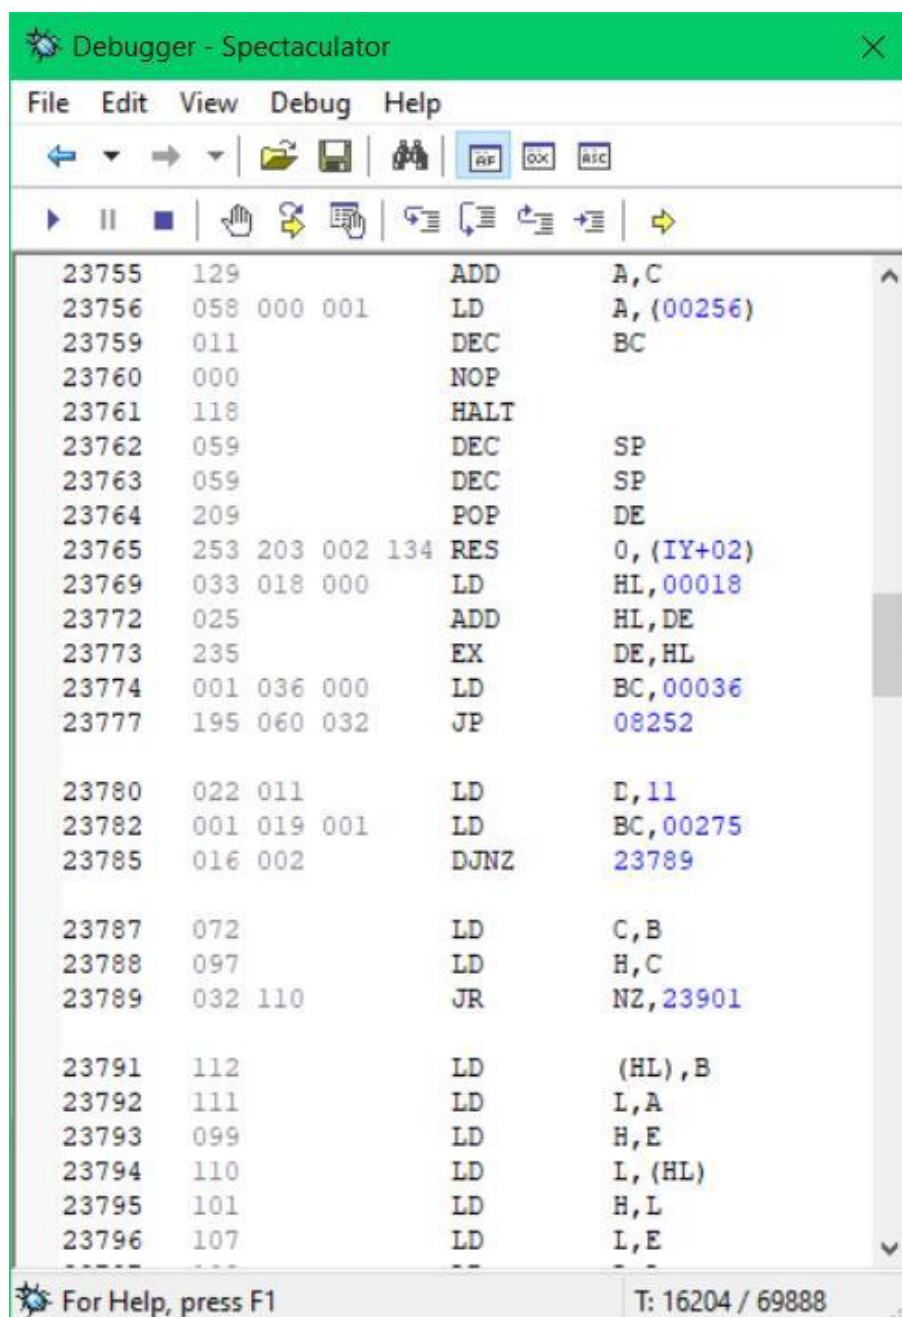 Debugger - Spectaculator
File Edit View Debug Help
AF 0X ASC
23755 129 ADD A,C
23756 058 000 001 LD A,(00256)
23759 011 DEC BC
23760 000 NOP
23761 118 HALT
23762 059 DEC SP
23763 059 DEC SP
23764 209 POP DE
23765 253 203 002 134 RES 0,(IY+02)
23769 033 018 000 LD HL,00018
23772 025 ADD HL,DE
23773 235 EX DE,HL
23774 001 036 000 LD BC,00036
23777 195 060 032 JP 08252
23780 022 011 LD D,11
23782 001 019 001 LD BC,00275
23785 016 002 DJNZ 23789
23787 072 LD C,B
23788 097 LD H,C
23789 032 110 JR NZ,23901
23791 112 LD (HL),B
23792 111 LD L,A
23793 099 LD H,E
23794 110 LD L,(HL)
23795 101 LD H,L
23796 107 LD L,E
For Help, press F1 T: 16204 / 69888